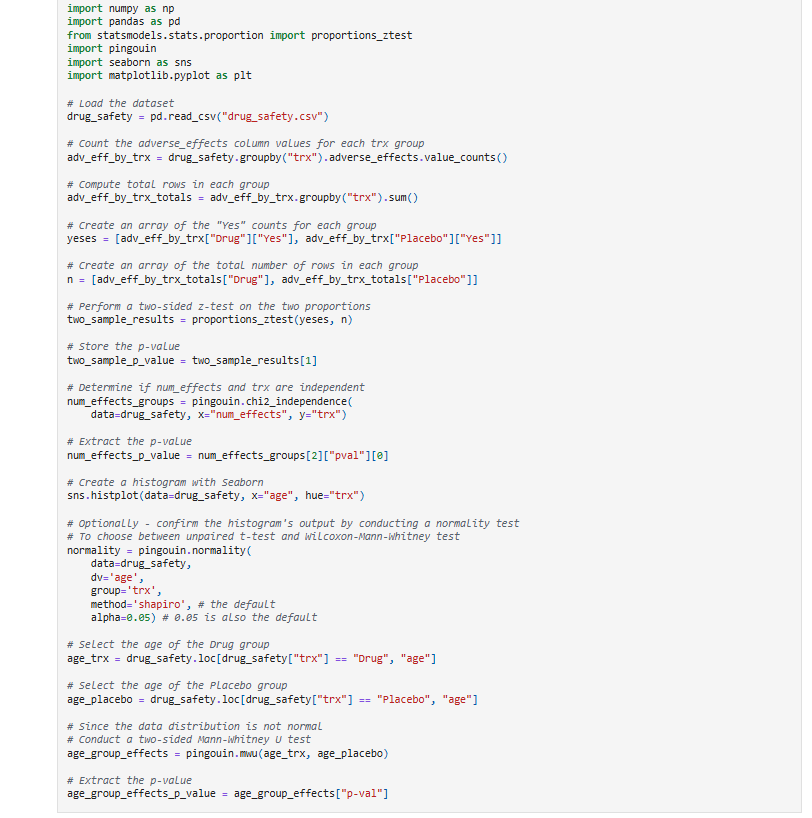 import numpy as np
import pandas as pd
from statsmodels.stats.proportion import proportions_ztest
import pingouin
import seaborn as sns
import matplotlib.pyplot as plt
# Load the dataset
drug_safety = pd.read_csv("drug_safety.csv")
# Count the adverse_effects column values for each trx group
adv_eff_by_trx = drug_safety.groupby("trx").adverse_effects.value_counts()
# Compute total rows in each group
adv_eff_by_trx_totals = adv_eff_by_trx.groupby("trx").sum()
# Create an array of the "Yes" counts for each group
yeses = [adv_eff_by_trx["Drug"]["Yes"], adv_eff_by_trx["Placebo"]["Yes"]]
# Create an array of the total number of rows in each group
n = [adv_eff_by_trx_totals["Drug"], adv_eff_by_trx_totals["Placebo"]]
# Perform a two-sided z-test on the two proportions
two_sample_results = proportions_ztest(yeses, n)
# Store the p-value
two_sample_p_value = two_sample_results[1]
# Determine if num_effects and trx are independent
num_effects_groups = pingouin.chi2_independence(
    data=drug_safety, x="num_effects", y="trx")
# Extract the p-value
num_effects_p_value = num_effects_groups[2]["pval"][0]
# Create a histogram with Seaborn
sns.histplot(data=drug_safety, x="age", hue="trx")
# Optionally - confirm the histogram's output by conducting a normality test
# To choose between unpaired t-test and Wilcoxon-Mann-Whitney test
normality = pingouin.normality(
    data=drug_safety,
    dv='age',
    group='trx',
    method='shapiro', # the default
    alpha=0.05) # 0.05 is also the default
# Select the age of the Drug group
age_trx = drug_safety.loc[drug_safety["trx"] == "Drug", "age"]
# Select the age of the Placebo group
age_placebo = drug_safety.loc[drug_safety["trx"] == "Placebo", "age"]
# Since the data distribution is not normal
# Conduct a two-sided Mann-Whitney U test
age_group_effects = pingouin.mwu(age_trx, age_placebo)
# Extract the p-value
age_group_effects_p_value = age_group_effects["p-val"]